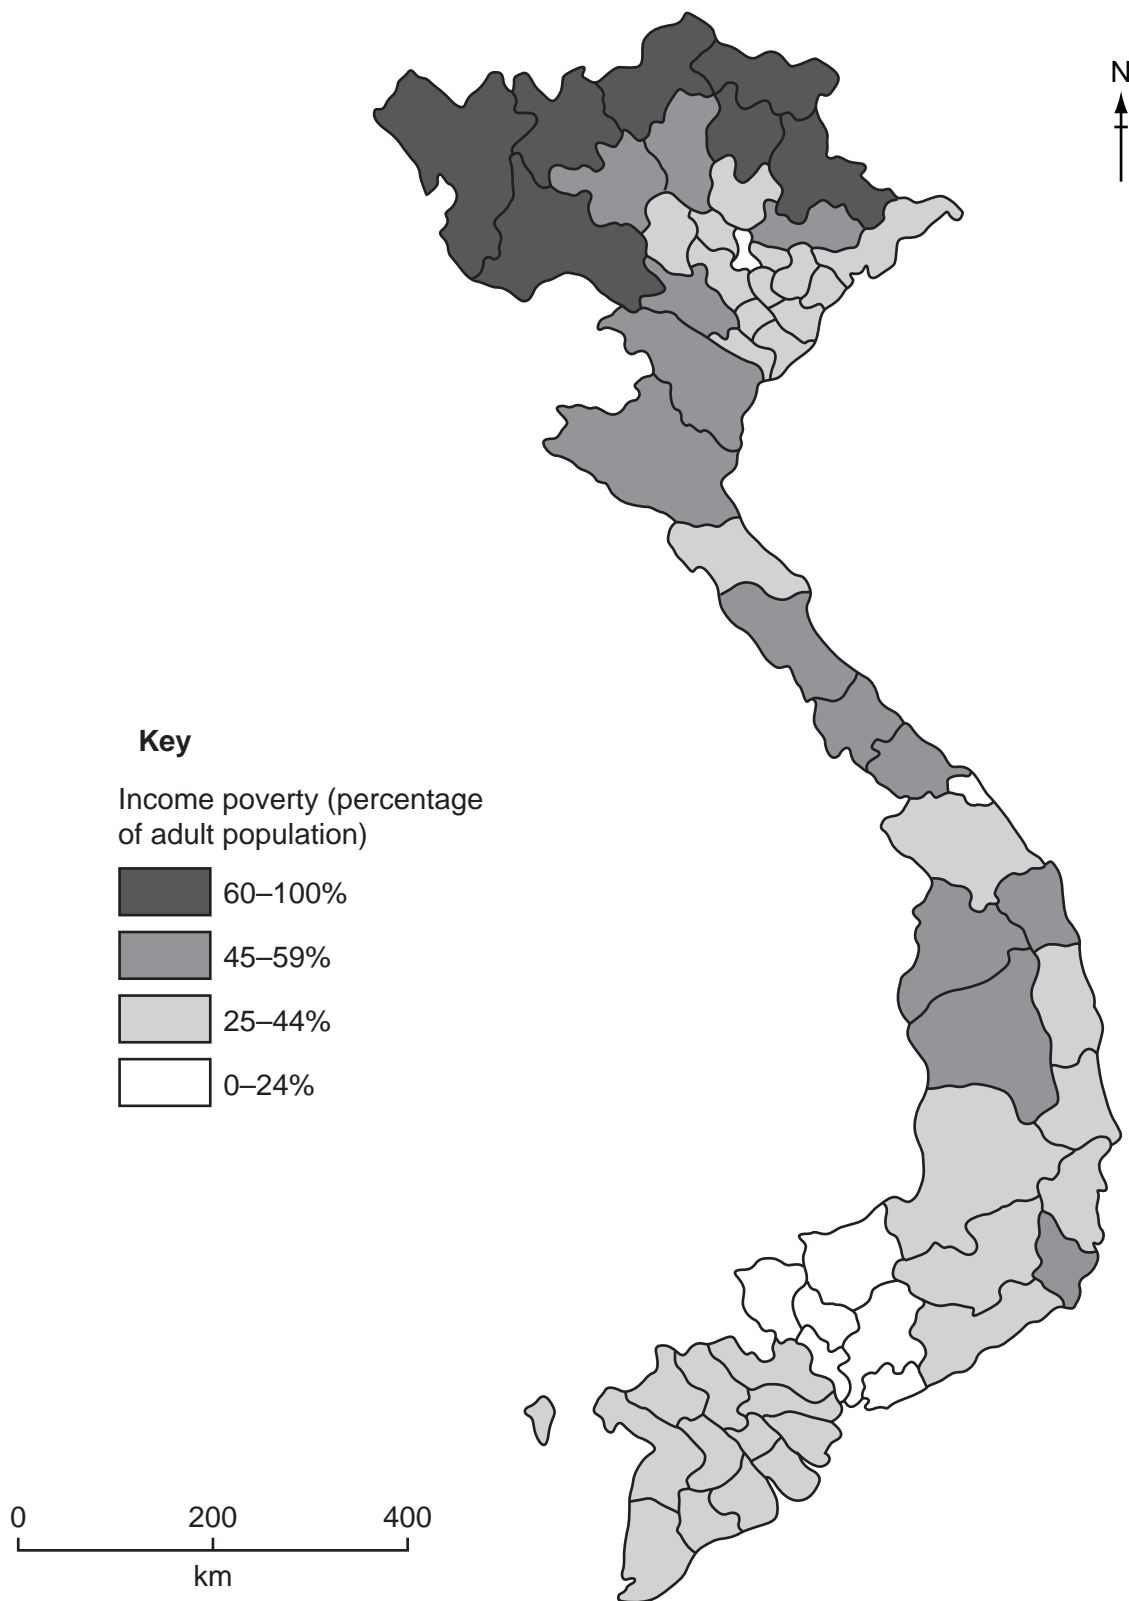 N
Key
Income poverty (percentage
of adult population)
60–100%
45–59%
25–44%
0–24%
0 200 400
km